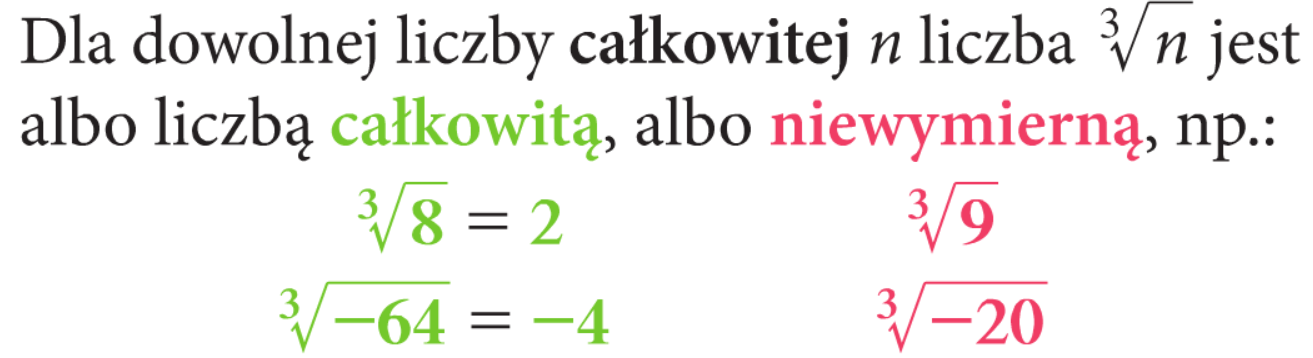 Dla dowolnej liczby całkowitej n liczba ∛n jest
albo liczbą całkowitą, albo niewymierną, np.:
∛8 = 2 ∛9
∛−64 = −4 ∛−20